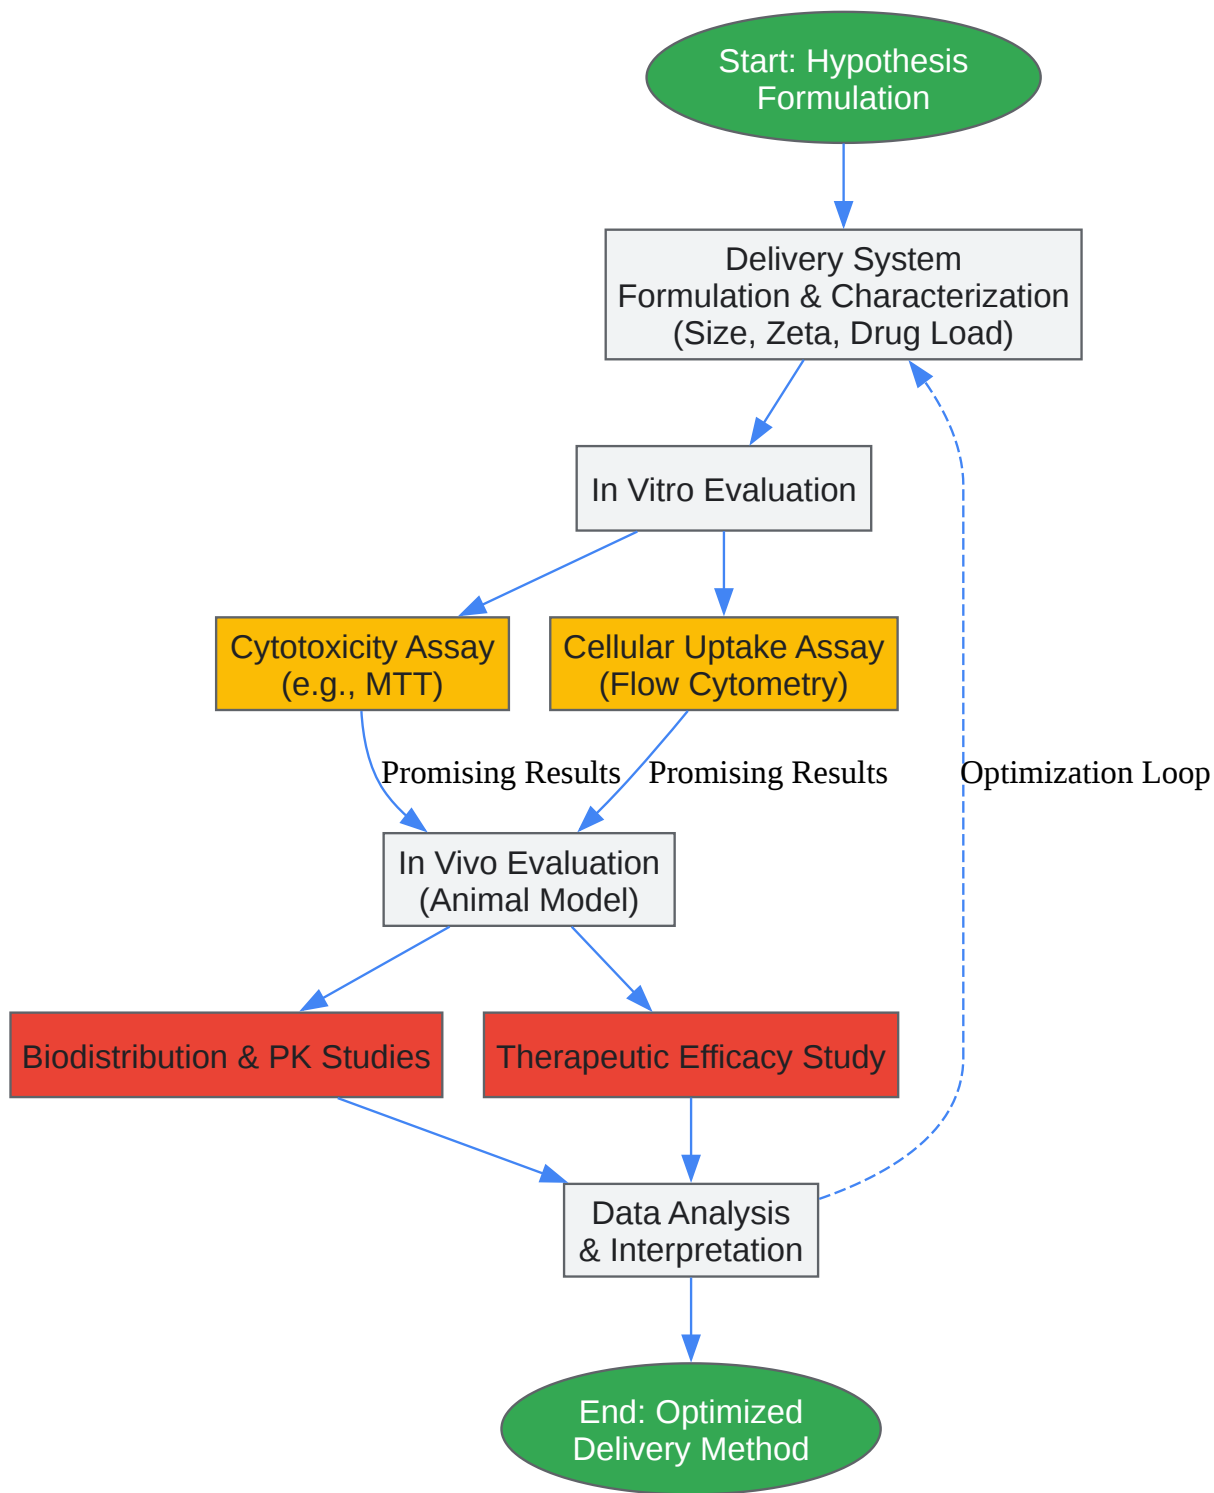 Start: Hypothesis
Formulation
Delivery System
Formulation & Characterization
(Size, Zeta, Drug Load)
In Vitro Evaluation
Cytotoxicity Assay
(e.g., MTT)
Cellular Uptake Assay
(Flow Cytometry)
Promising Results
Promising Results
Optimization Loop
In Vivo Evaluation
(Animal Model)
Biodistribution & PK Studies
Therapeutic Efficacy Study
Data Analysis
& Interpretation
End: Optimized
Delivery Method